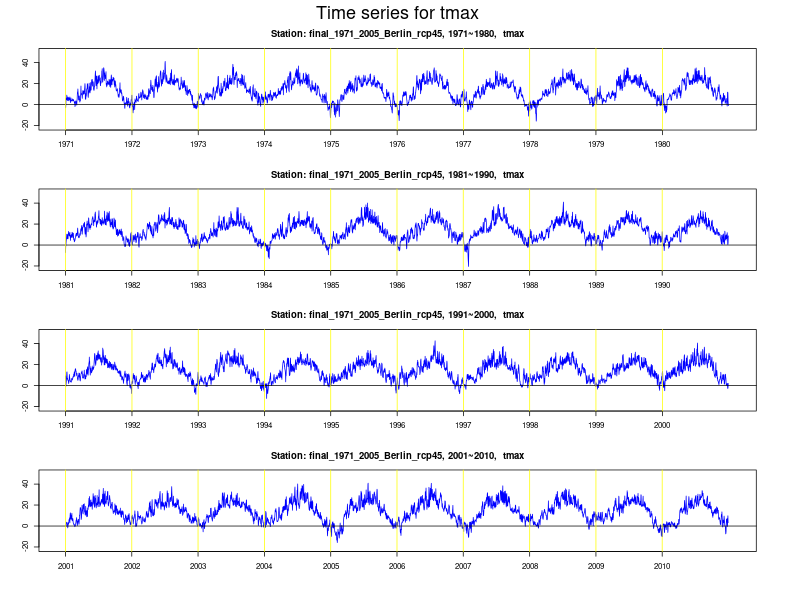 Time series for tmax
Station: final_1971_2005_Berlin_rcp45, 1971~1980, tmax
40
20
0
-20
1971 1972 1973 1974 1975 1976 1977 1978 1979 1980
Station: final_1971_2005_Berlin_rcp45, 1981~1990, tmax
40
20
0
-20
1981 1982 1983 1984 1985 1986 1987 1988 1989 1990
Station: final_1971_2005_Berlin_rcp45, 1991~2000, tmax
40
20
0
-20
1991 1992 1993 1994 1995 1996 1997 1998 1999 2000
Station: final_1971_2005_Berlin_rcp45, 2001~2010, tmax
40
20
0
-20
2001 2002 2003 2004 2005 2006 2007 2008 2009 2010